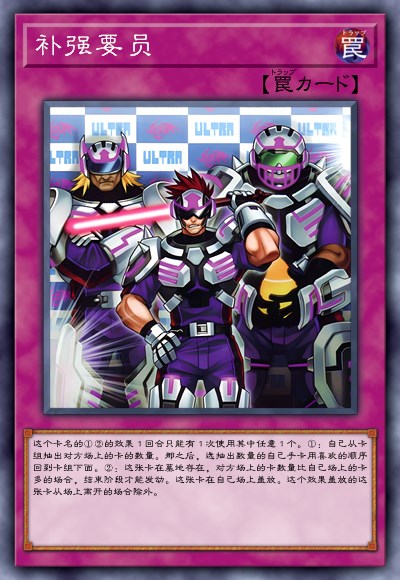 补强要员
罠
トラップ
【罠カード】
トラップ
ULTRA
ULTRA
ULTRA
ULTRA
这个卡名的①②的效果1回合只能有1次使用其中任意1个。①：自己从卡
组抽出对方场上的卡的数量。那之后，选抽出数量的自己手卡用喜欢的顺序
回到卡组下面。②：这张卡在墓地存在，对方场上的卡数量比自己场上的卡
多的场合，结束阶段才能发动。这张卡在自己场上盖放。这个效果盖放的这
张卡从场上离开的场合除外。